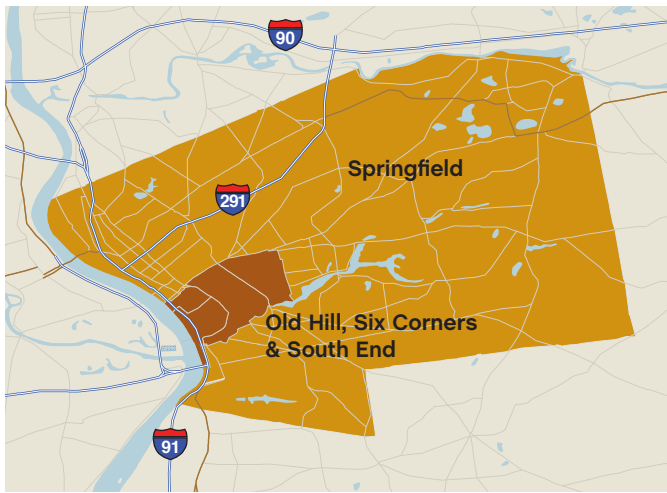 90
Springfield
291
Old Hill, Six Corners
& South End
91